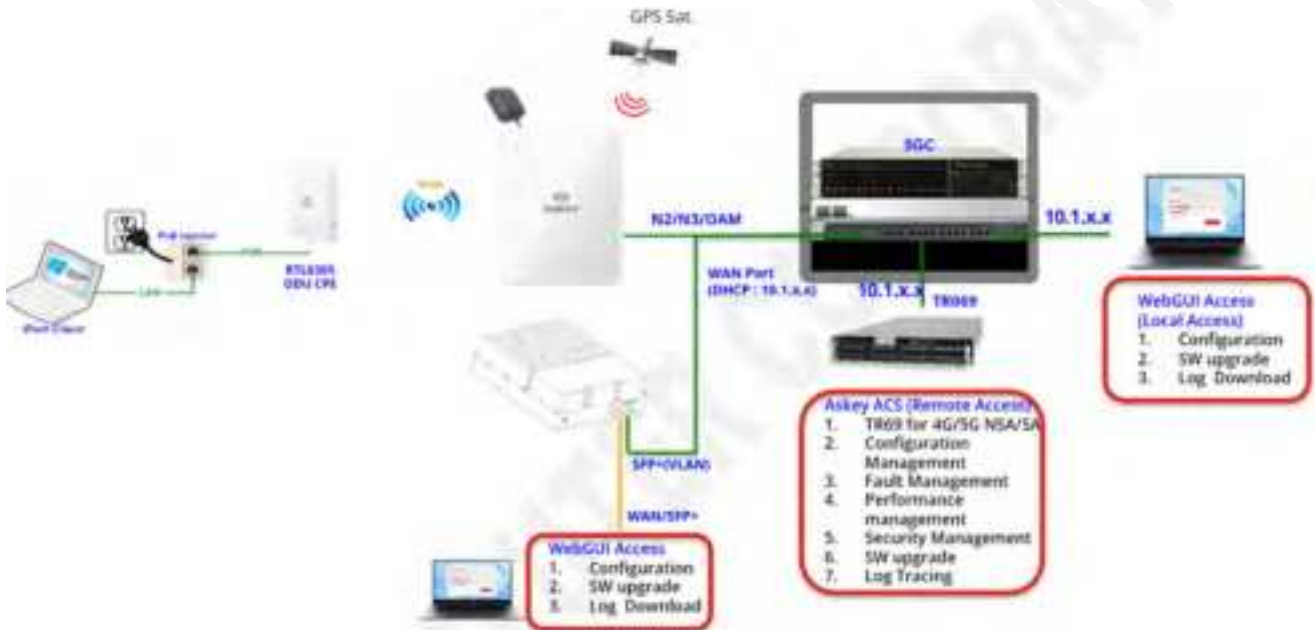 GPS Sat.
5GC
N2/N3/OAM
10.1.x.x
PoE Injector
PoE
LAN
ODU CPE
WAN Port
(DHCP : 10.1.x.x)
10.1.x.x
TR069
WebGUI Access
(Local Access)
1. Configuration
2. SW upgrade
3. Log Download
Askey ACS (Remote Access)
1. TR69 for 4G/5G NSA/SA
2. Configuration
Management
3. Fault Management
4. Performance
management
5. Security Management
6. SW upgrade
7. Log Tracing
SFP+(VLAN)
WAN/SFP+
WebGUI Access
1. Configuration
2. SW upgrade
3. Log Download